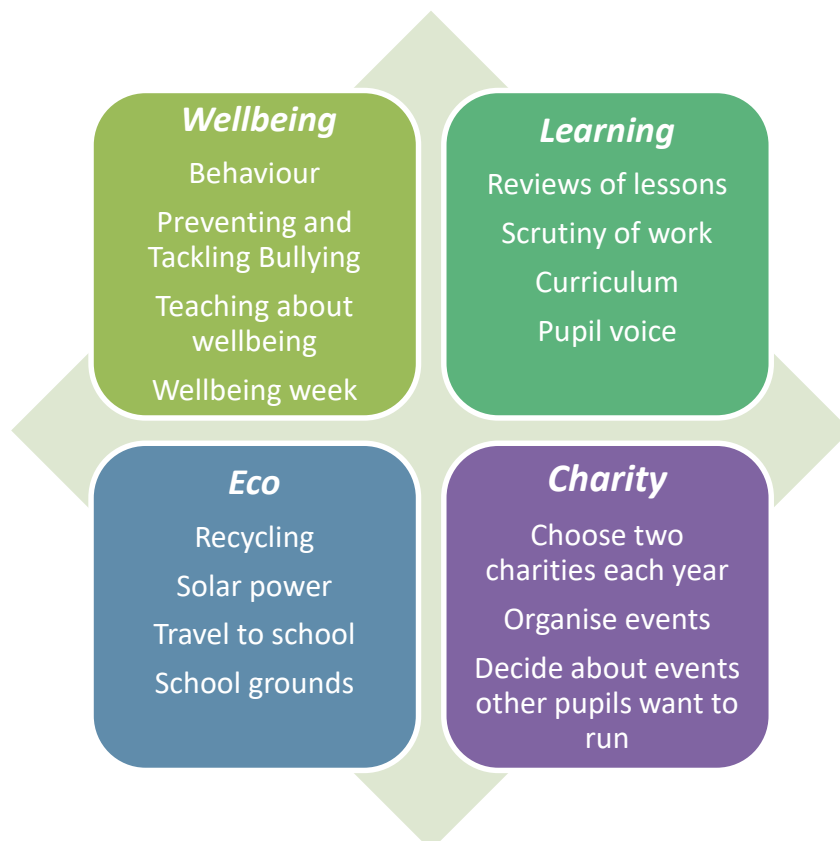 Wellbeing
Behaviour
Preventing and
Tackling Bullying
Teaching about
wellbeing
Wellbeing week
Learning
Reviews of lessons
Scrutiny of work
Curriculum
Pupil voice
Eco
Recycling
Solar power
Travel to school
School grounds
Charity
Choose two
charities each year
Organise events
Decide about events
other pupils want to
run